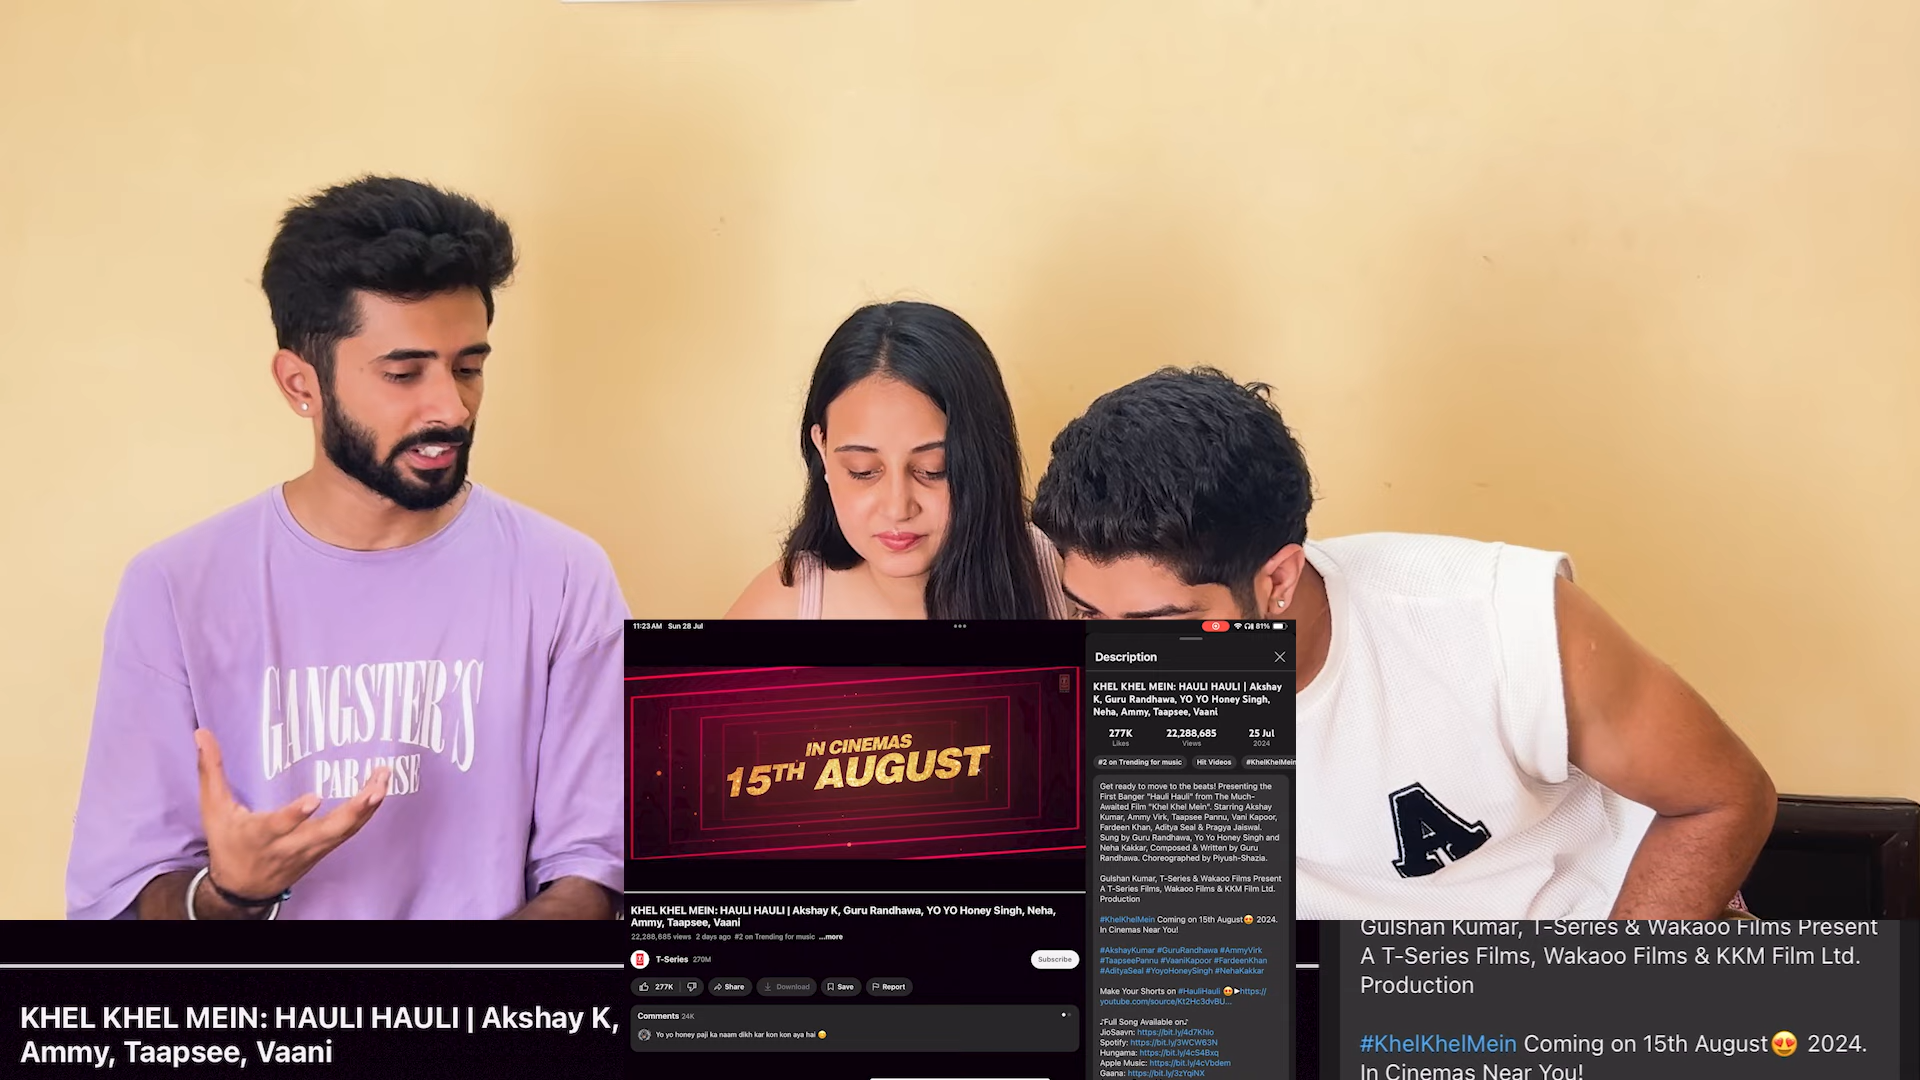 GANGSTER'S
PARADISE
A
11:23 AM Sun 28 Jul
81%
IN CINEMAS
15TH AUGUST
KHEL KHEL MEIN: HAULI HAULI | Akshay K, Guru Randhawa, YO YO Honey Singh, Neha,
Ammy, Taapsee, Vaani
22,288,685 views 2 days ago #2 on Trending for music ...more
T-Series 270M
Subscribe
277K
Share
Download
Save
Report
Comments 24K
Yo yo honey paji ka naam dikh kar kon kon aya hai 😊
Description
KHEL KHEL MEIN: HAULI HAULI | Akshay
K, Guru Randhawa, YO YO Honey Singh,
Neha, Ammy, Taapsee, Vaani
277K 22,288,685 25 Jul
Likes Views 2024
#2 on Trending for music Hit Videos #KhelKhelMein
Get ready to move to the beats! Presenting the
First Banger "Hauli Hauli" from The Much-
Awaited Film "Khel Khel Mein". Starring Akshay
Kumar, Ammy Virk, Taapsee Pannu, Vani Kapoor,
Fardeen Khan, Aditya Seal & Pragya Jaiswal.
Sung by Guru Randhawa, Yo Yo Honey Singh and
Neha Kakkar, Composed & Written by Guru
Randhawa. Choreographed by Piyush-Shazia.
Gulshan Kumar, T-Series & Wakaoo Films Present
A T-Series Films, Wakaoo Films & KKM Film Ltd.
Production
#KhelKhelMein Coming on 15th August😍 2024.
In Cinemas Near You!
#AkshayKumar #GuruRandhawa #AmmyVirk
#TaapseePannu #VaaniKapoor #FardeenKhan
#AdityaSeal #YoyoHoneySingh #NehaKakkar
Make Your Shorts on #HauliHauli 😍▶https://
youtube.com/source/Kt2Hc3dvBU...
♪Full Song Available on♪
JioSaavn: https://bit.ly/4d7Khlo
Spotify: https://bit.ly/3WCW63N
Hungama: https://bit.ly/4cS4Bxq
Apple Music: https://bit.ly/4cVbdem
Gaana: https://bit.ly/3zYqiNX
KHEL KHEL MEIN: HAULI HAULI | Akshay K,
Ammy, Taapsee, Vaani
Gulshan Kumar, T-Series & Wakaoo Films Present
A T-Series Films, Wakaoo Films & KKM Film Ltd.
Production
#KhelKhelMein Coming on 15th August😍 2024.
In Cinemas Near You!